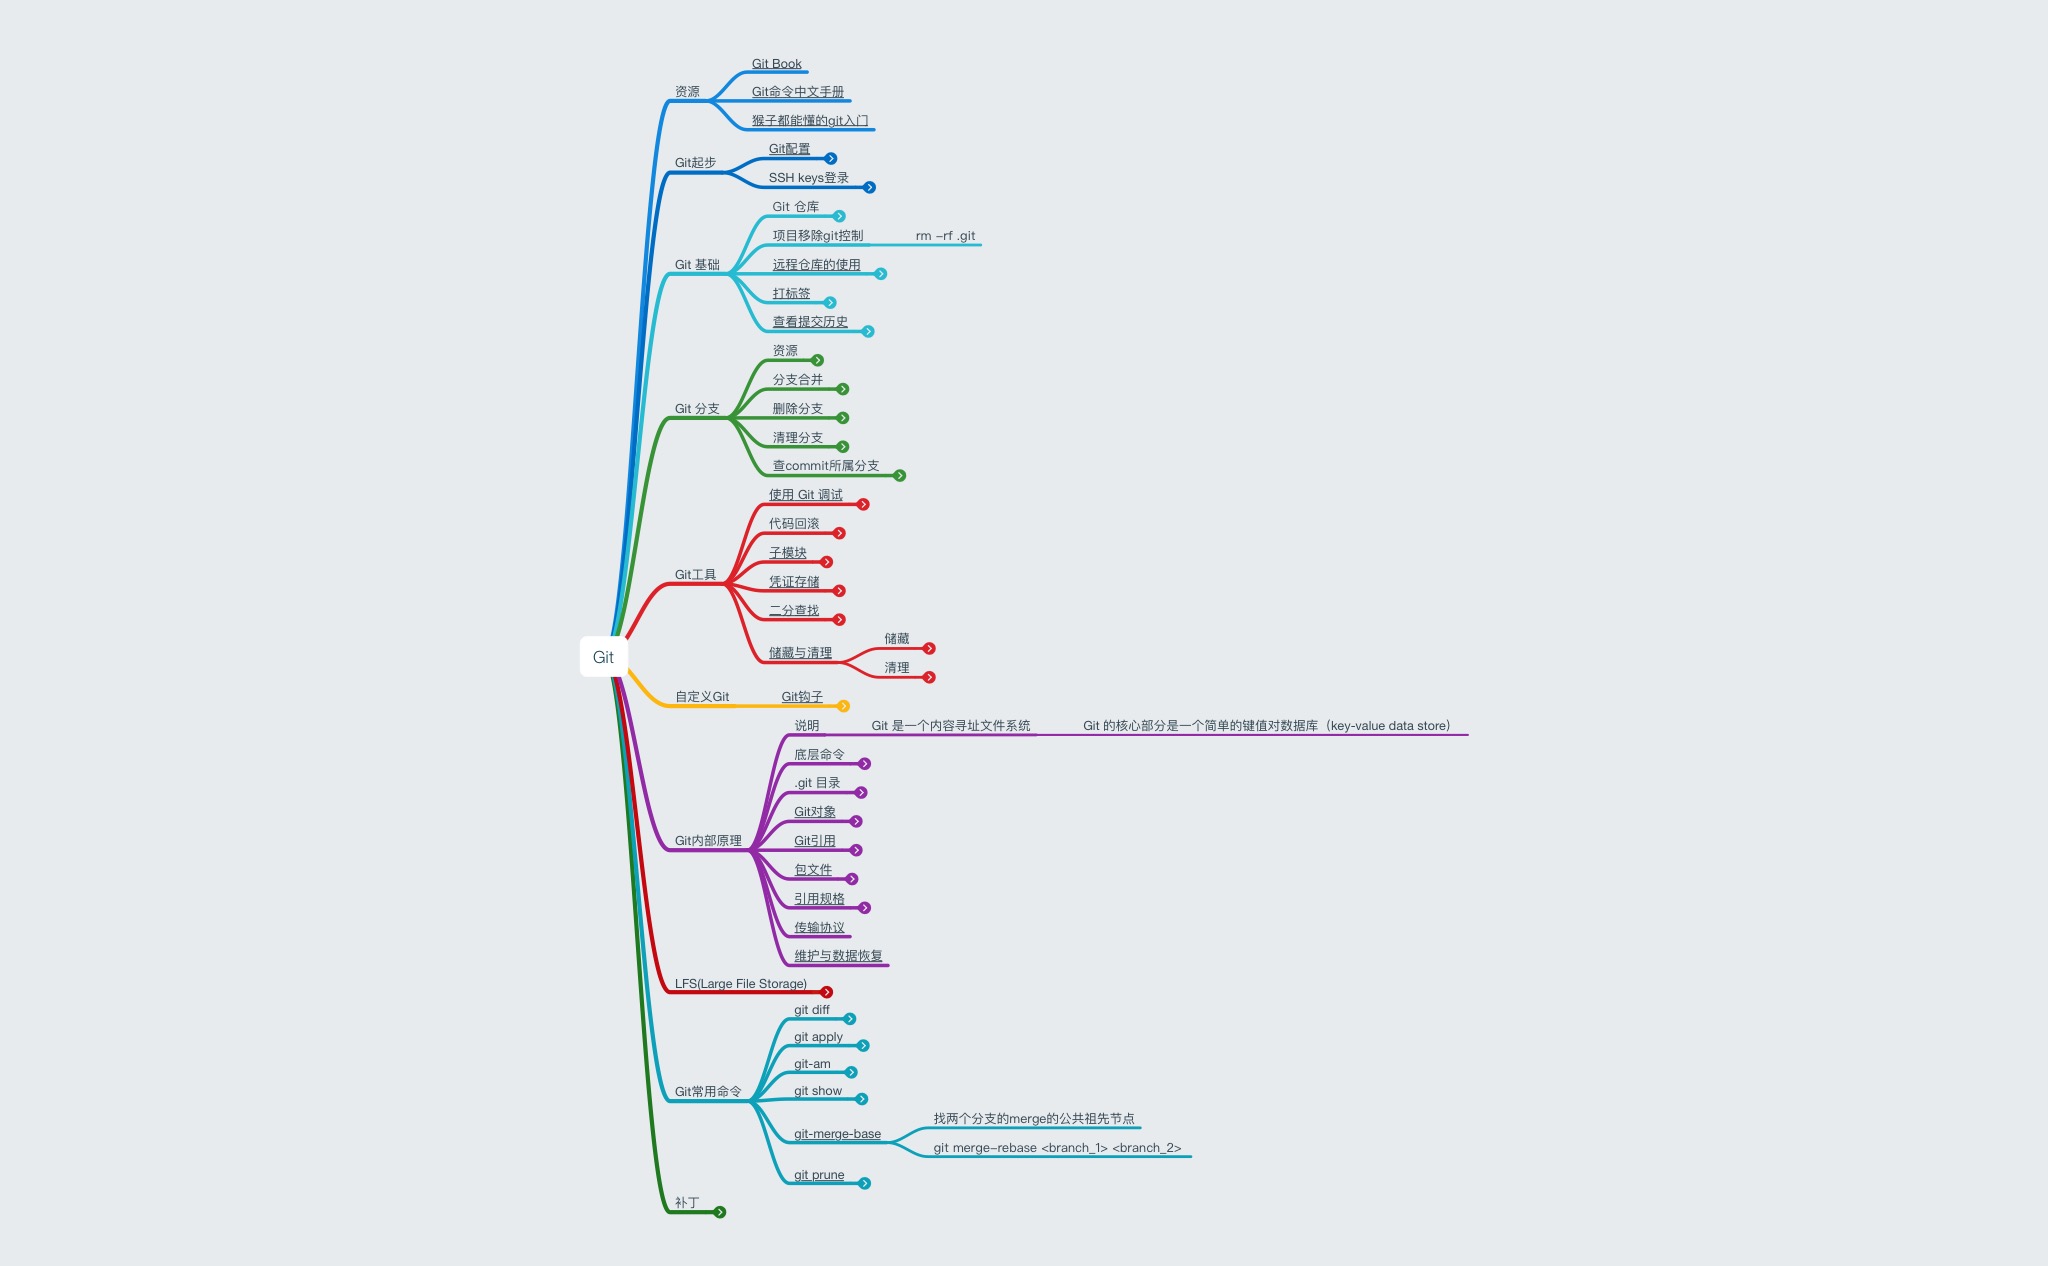 Git Book
资源
Git命令中文手册
猴子都能懂的git入门
Git配置
Git起步
SSH keys登录
Git 仓库
项目移除git控制
rm -rf .git
Git 基础
远程仓库的使用
打标签
查看提交历史
资源
分支合并
Git 分支
删除分支
清理分支
查commit所属分支
使用 Git 调试
代码回滚
子模块
Git工具
凭证存储
二分查找
储藏
储藏与清理
清理
Git
自定义Git
Git钩子
说明
Git 是一个内容寻址文件系统
Git 的核心部分是一个简单的键值对数据库（key-value data store）
底层命令
.git 目录
Git对象
Git内部原理
Git引用
包文件
引用规格
传输协议
维护与数据恢复
LFS(Large File Storage)
git diff
git apply
git-am
Git常用命令
git show
找两个分支的merge的公共祖先节点
git-merge-base
git merge-rebase <branch_1> <branch_2>
git prune
补丁